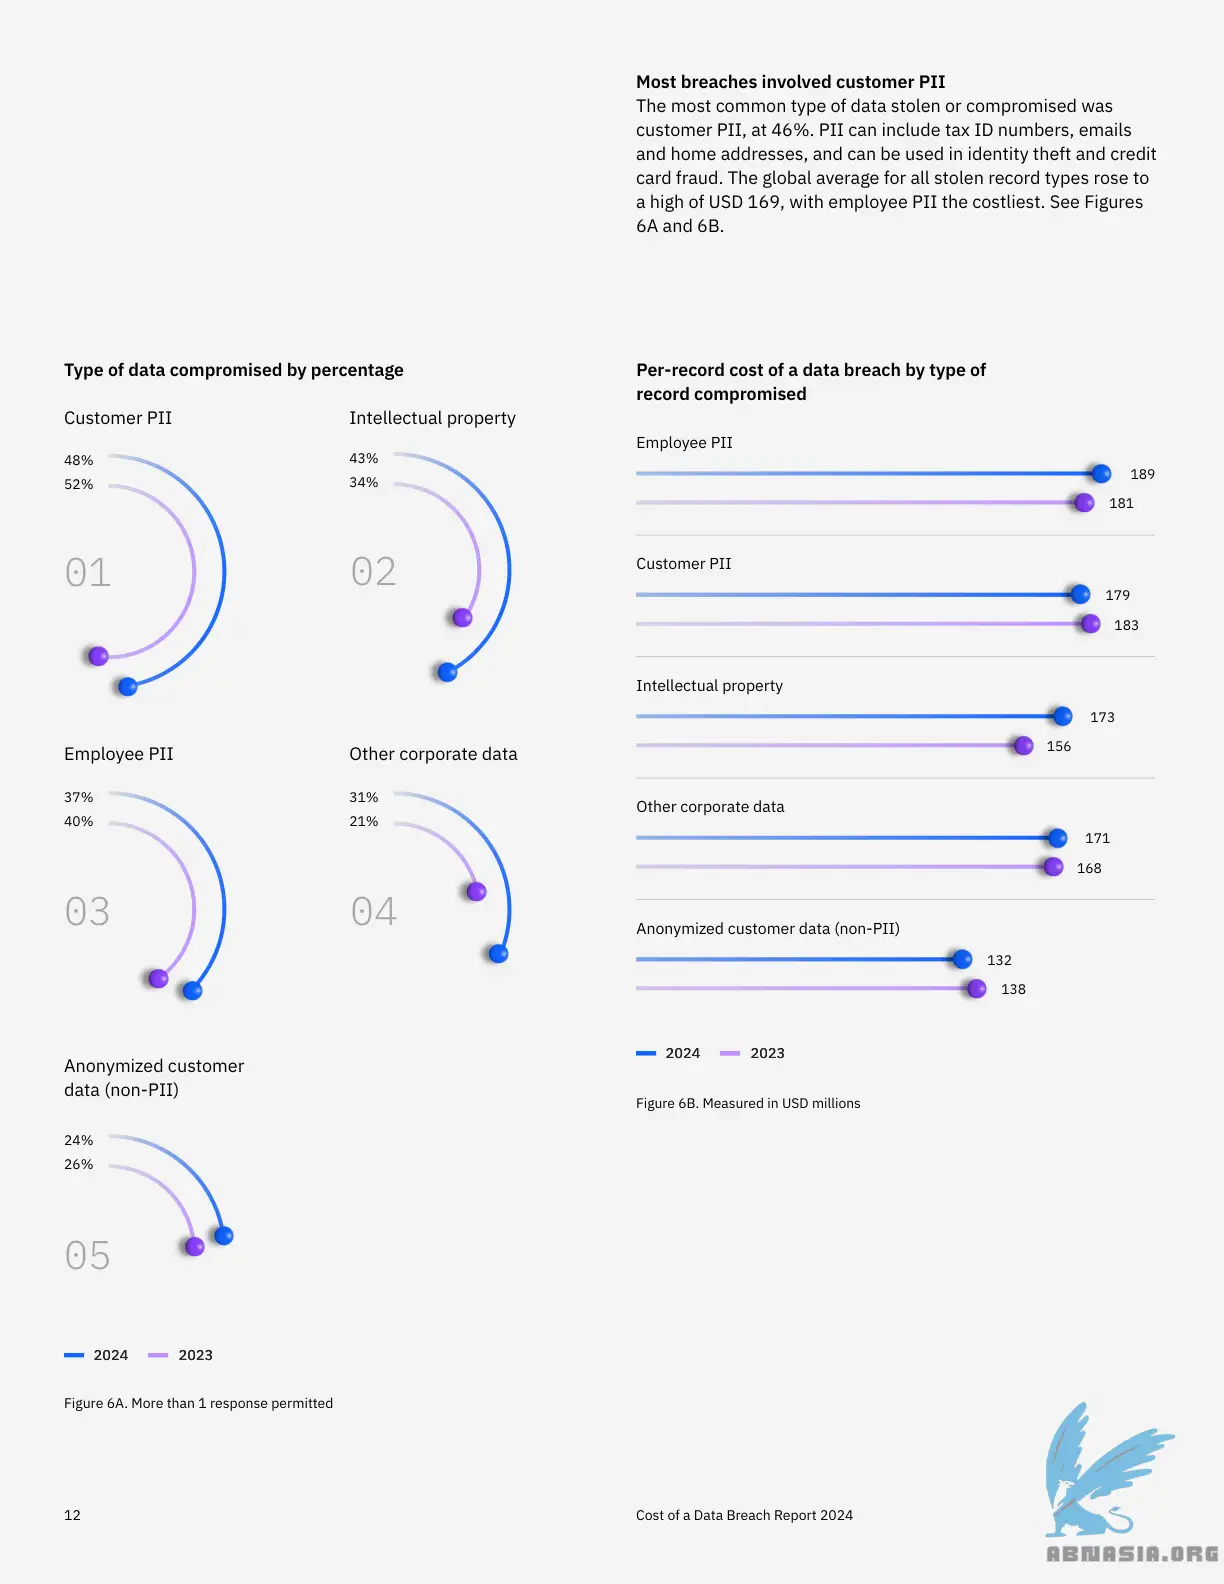 Most breaches involved customer PII
The most common type of data stolen or compromised was
customer PII, at 46%. PII can include tax ID numbers, emails
and home addresses, and can be used in identity theft and credit
card fraud. The global average for all stolen record types rose to
a high of USD 169, with employee PII the costliest. See Figures
6A and 6B.
Type of data compromised by percentage
Customer PII
48%
52%
01
Intellectual property
43%
34%
02
Employee PII
37%
40%
03
Other corporate data
31%
21%
04
Anonymized customer
data (non-PII)
24%
26%
05
2024 2023
Figure 6A. More than 1 response permitted
Per-record cost of a data breach by type of
record compromised
Employee PII
189
181
Customer PII
179
183
Intellectual property
173
156
Other corporate data
171
168
Anonymized customer data (non-PII)
132
138
2024 2023
Figure 6B. Measured in USD millions
12
Cost of a Data Breach Report 2024
ABNASIA.ORG